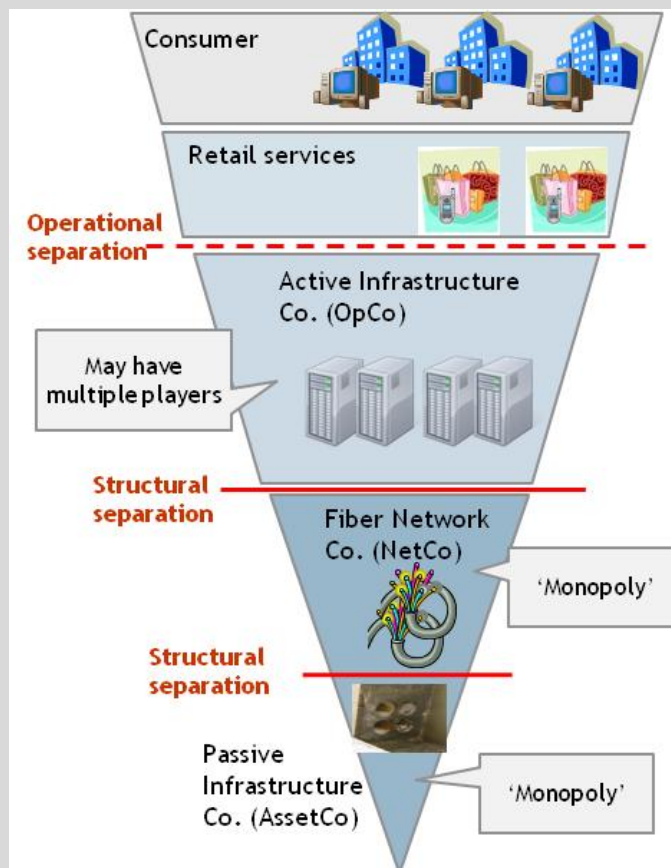 Consumer
Retail services
Operational
separation
Active Infrastructure
Co. (OpCo)
May have
multiple players
Structural
separation
Fiber Network
Co. (NetCo)
'Monopoly'
Structural
separation
Passive
Infrastructure
Co. (AssetCo)
'Monopoly'